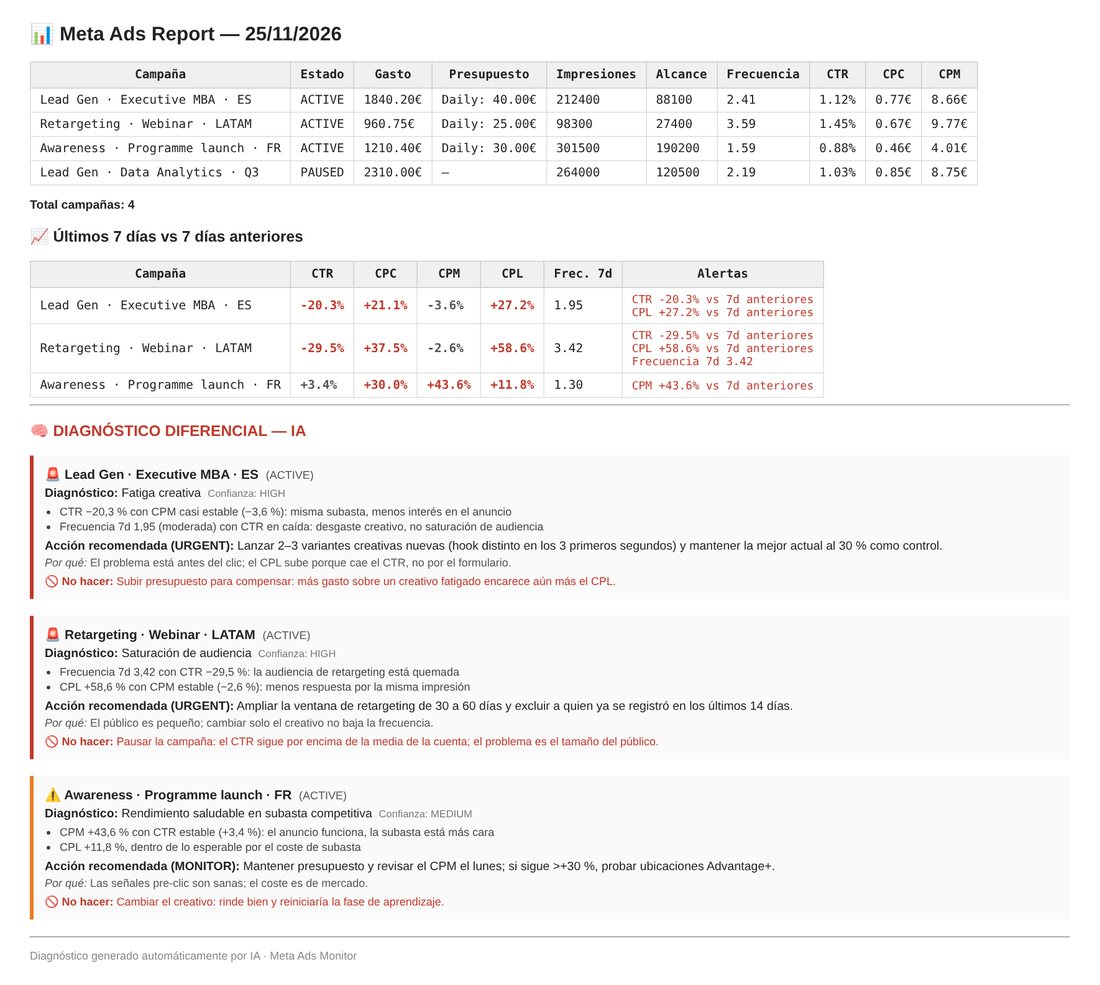 📊 Meta Ads Report — 25/11/2026
Campaña Estado Gasto Presupuesto Impresiones Alcance Frecuencia CTR CPC CPM
Lead Gen · Executive MBA · ES ACTIVE 1840.20€ Daily: 40.00€ 212400 88100 2.41 1.12% 0.77€ 8.66€
Retargeting · Webinar · LATAM ACTIVE 960.75€ Daily: 25.00€ 98300 27400 3.59 1.45% 0.67€ 9.77€
Awareness · Programme launch · FR ACTIVE 1210.40€ Daily: 30.00€ 301500 190200 1.59 0.88% 0.46€ 4.01€
Lead Gen · Data Analytics · Q3 PAUSED 2310.00€ — 264000 120500 2.19 1.03% 0.85€ 8.75€
Total campañas: 4
📈 Últimos 7 días vs 7 días anteriores
Campaña CTR CPC CPM CPL Frec. 7d Alertas
Lead Gen · Executive MBA · ES -20.3% +21.1% -3.6% +27.2% 1.95 CTR -20.3% vs 7d anteriores
CPL +27.2% vs 7d anteriores
Retargeting · Webinar · LATAM -29.5% +37.5% -2.6% +58.6% 3.42 CTR -29.5% vs 7d anteriores
CPL +58.6% vs 7d anteriores
Frecuencia 7d 3.42
Awareness · Programme launch · FR +3.4% +30.0% +43.6% +11.8% 1.30 CPM +43.6% vs 7d anteriores
🧠 DIAGNÓSTICO DIFERENCIAL — IA
🚨 Lead Gen · Executive MBA · ES (ACTIVE)
Diagnóstico: Fatiga creativa Confianza: HIGH
• CTR −20,3 % con CPM casi estable (−3,6 %): misma subasta, menos interés en el anuncio
• Frecuencia 7d 1,95 (moderada) con CTR en caída: desgaste creativo, no saturación de audiencia
Acción recomendada (URGENT): Lanzar 2–3 variantes creativas nuevas (hook distinto en los 3 primeros segundos) y mantener la mejor actual al 30 % como control.
Por qué: El problema está antes del clic; el CPL sube porque cae el CTR, no por el formulario.
🚫 No hacer: Subir presupuesto para compensar: más gasto sobre un creativo fatigado encarece aún más el CPL.
🚨 Retargeting · Webinar · LATAM (ACTIVE)
Diagnóstico: Saturación de audiencia Confianza: HIGH
• Frecuencia 7d 3,42 con CTR −29,5 %: la audiencia de retargeting está quemada
• CPL +58,6 % con CPM estable (−2,6 %): menos respuesta por la misma impresión
Acción recomendada (URGENT): Ampliar la ventana de retargeting de 30 a 60 días y excluir a quien ya se registró en los últimos 14 días.
Por qué: El público es pequeño; cambiar solo el creativo no baja la frecuencia.
🚫 No hacer: Pausar la campaña: el CTR sigue por encima de la media de la cuenta; el problema es el tamaño del público.
⚠️ Awareness · Programme launch · FR (ACTIVE)
Diagnóstico: Rendimiento saludable en subasta competitiva Confianza: MEDIUM
• CPM +43,6 % con CTR estable (+3,4 %): el anuncio funciona, la subasta está más cara
• CPL +11,8 %, dentro de lo esperable por el coste de subasta
Acción recomendada (MONITOR): Mantener presupuesto y revisar el CPM el lunes; si sigue >+30 %, probar ubicaciones Advantage+.
Por qué: Las señales pre-clic son sanas; el coste es de mercado.
🚫 No hacer: Cambiar el creativo: rinde bien y reiniciaría la fase de aprendizaje.
Diagnóstico generado automáticamente por IA · Meta Ads Monitor